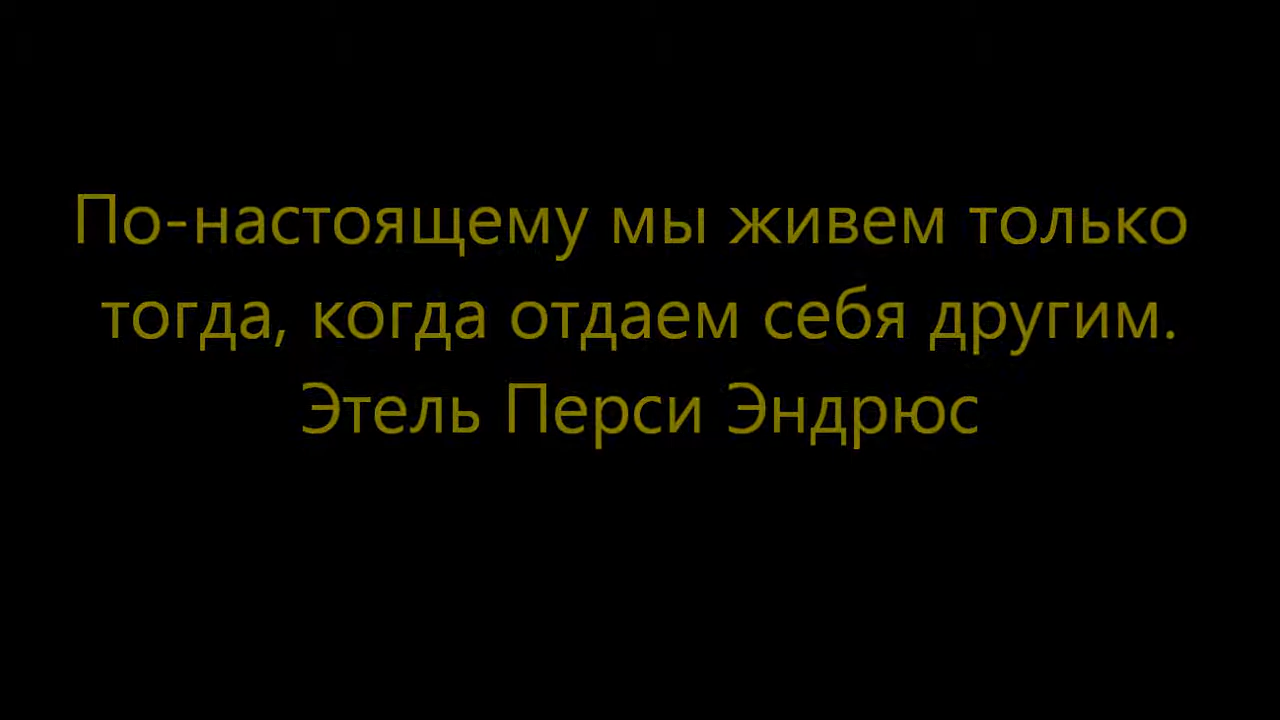 По-настоящему мы живем только
тогда, когда отдаем себя другим.
Этель Перси Эндрюс